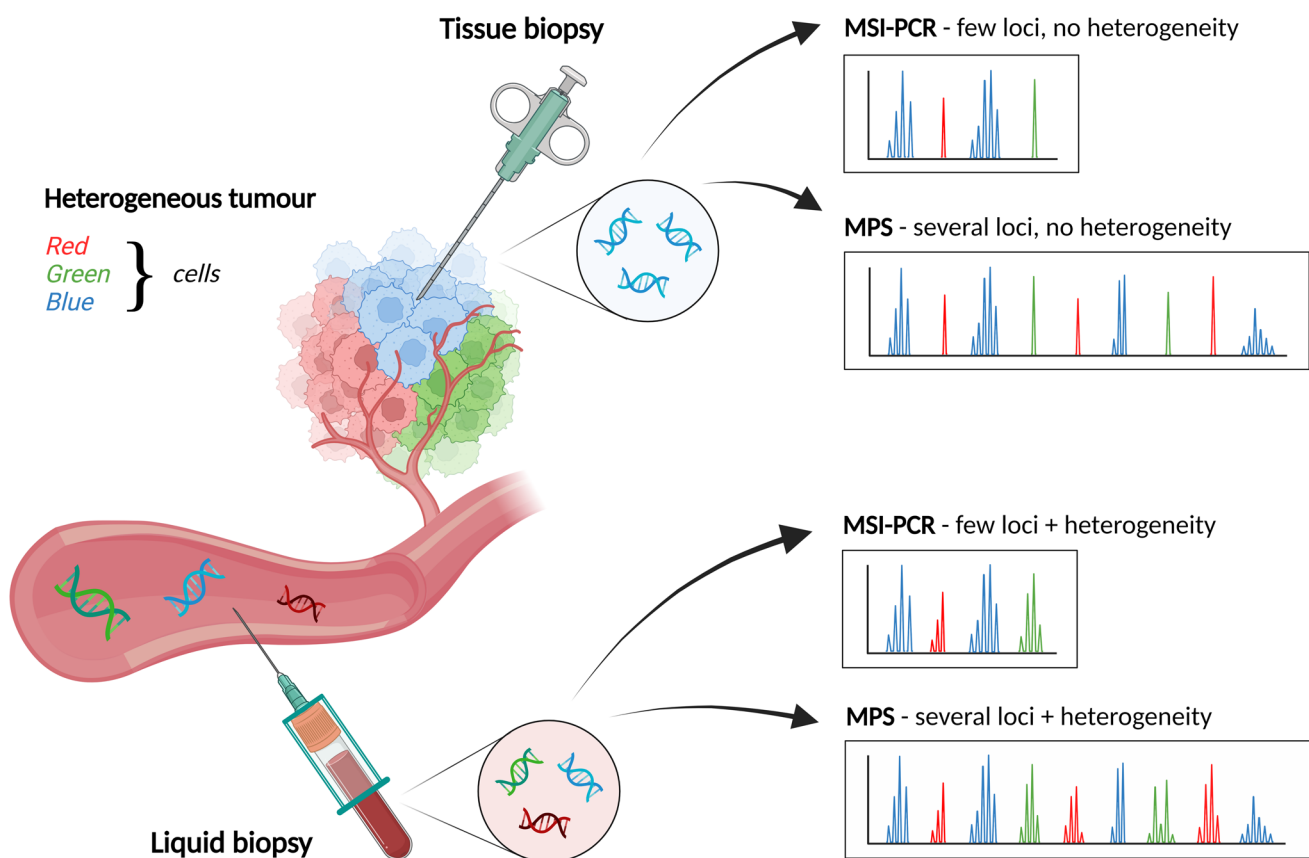 Tissue biopsy
MSI-PCR - few loci, no heterogeneity
Heterogeneous tumour
Red
Green
Blue
} cells
MPS - several loci, no heterogeneity
MSI-PCR - few loci + heterogeneity
MPS - several loci + heterogeneity
Liquid biopsy